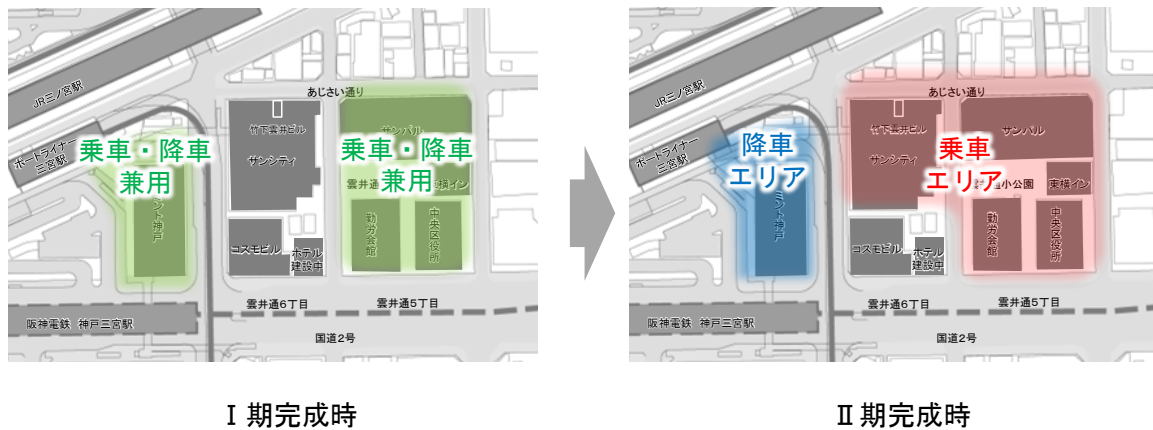 JR三ノ宮駅
ポートライナー
三宮駅
あじさい通り
竹下雲井ビル
サンシティ
サンパル
乗車・降車
兼用
乗車・降車
兼用
雲井通
東横イン
ミント神戸
コスモビル
ホテル
建設中
勤労会館
中央区役所
雲井通6丁目
雲井通5丁目
阪神電鉄 神戸三宮駅
国道2号
Ⅰ期完成時
JR三ノ宮駅
ポートライナー
三宮駅
あじさい通り
竹下雲井ビル
サンシティ
サンパル
降車
エリア
乗車
エリア
雲井通小公園
東横イン
ミント神戸
コスモビル
ホテル
建設中
勤労会館
中央区役所
雲井通6丁目
雲井通5丁目
阪神電鉄 神戸三宮駅
国道2号
Ⅱ期完成時